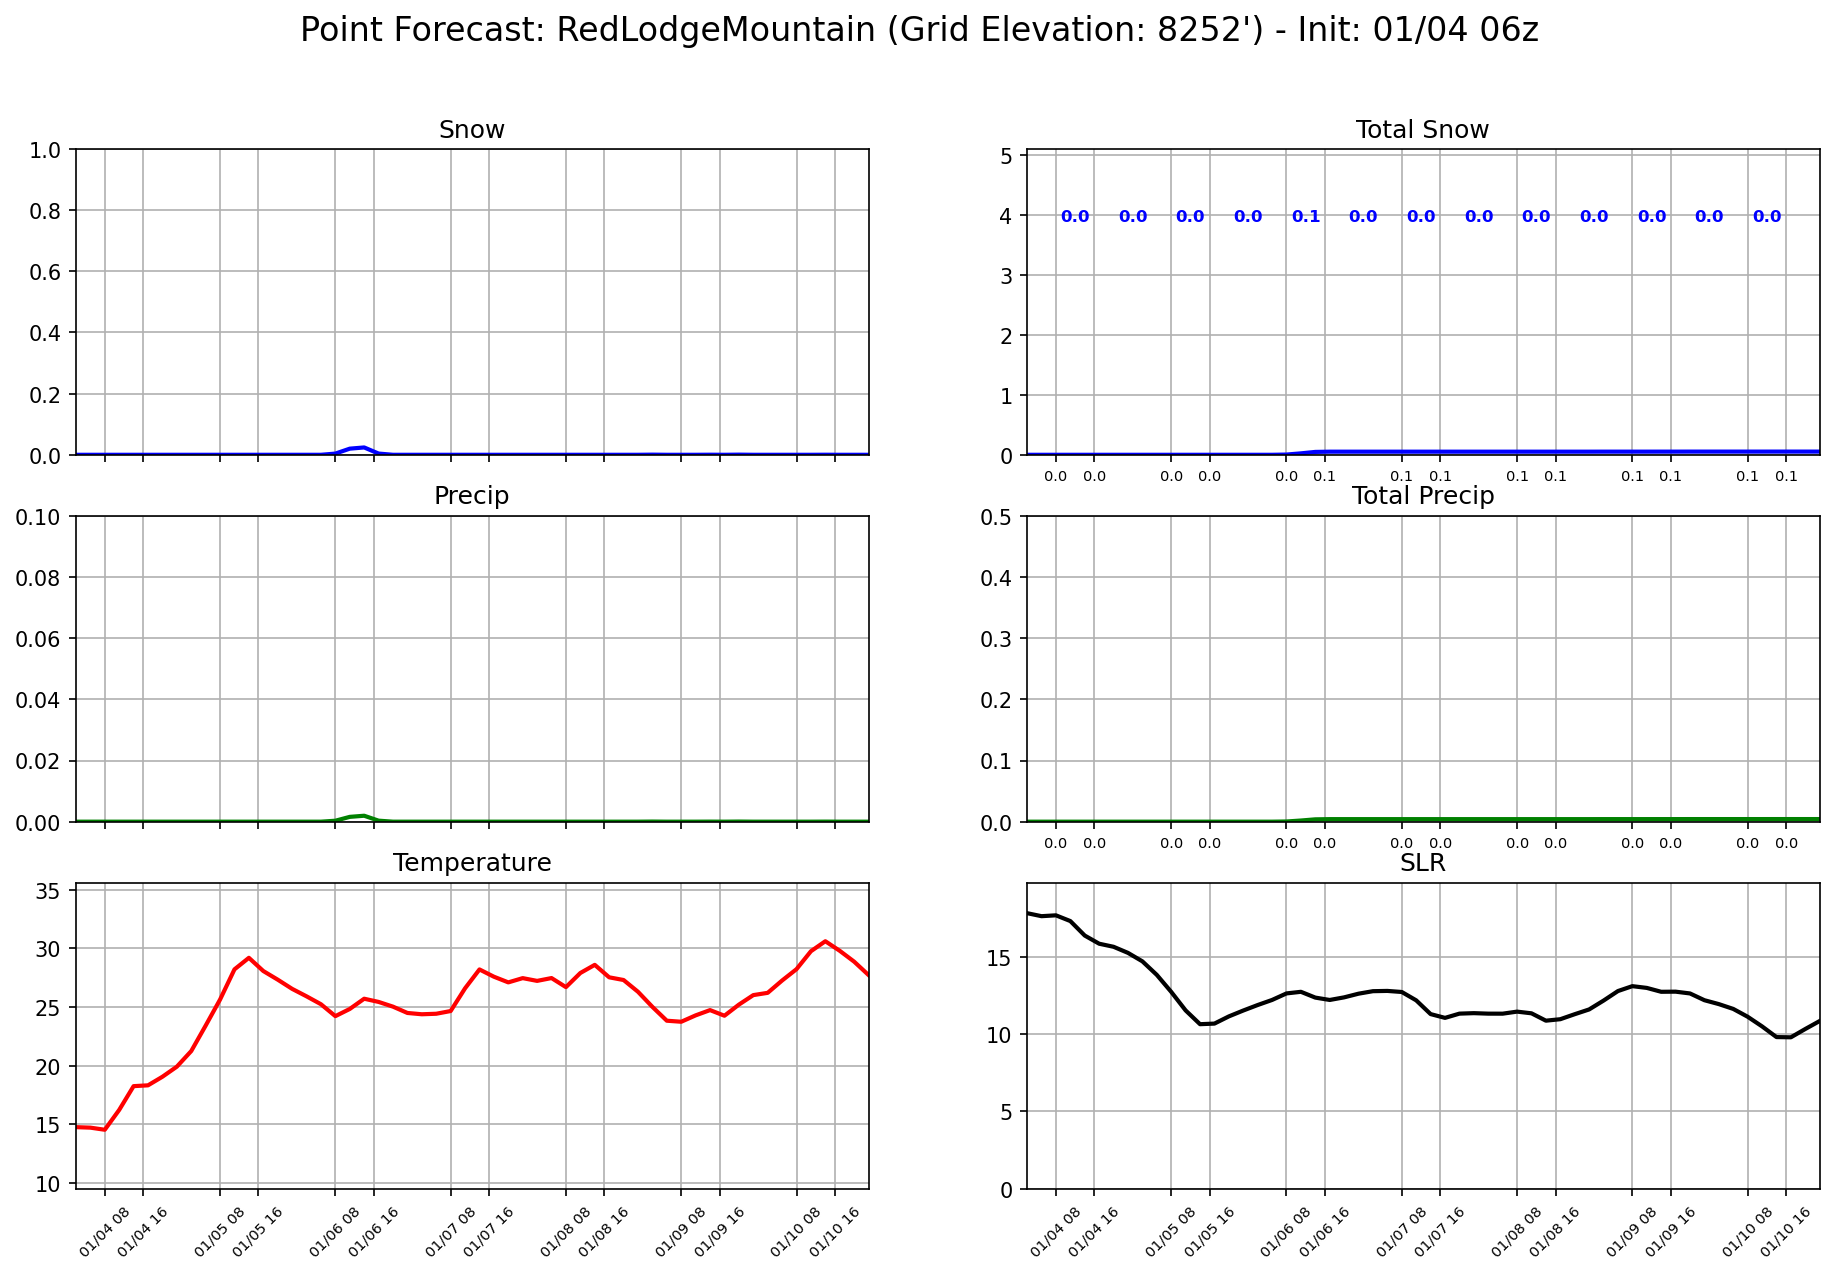 Point Forecast: RedLodgeMountain (Grid Elevation: 8252') - Init: 01/04 06z
Snow
1.0
0.8
0.6
0.4
0.2
0.0
Total Snow
5
4
3
2
1
0
0.0 0.0 0.0 0.0 0.1 0.0 0.0 0.0 0.0 0.0 0.0 0.0 0.0
0.0 0.0 0.0 0.0 0.0 0.1 0.1 0.1 0.1 0.1 0.1 0.1 0.1 0.1
Precip
0.10
0.08
0.06
0.04
0.02
0.00
Total Precip
0.5
0.4
0.3
0.2
0.1
0.0
0.0 0.0 0.0 0.0 0.0 0.0 0.0 0.0 0.0 0.0 0.0 0.0 0.0 0.0
Temperature
35
30
25
20
15
10
01/04 08 01/04 16 01/05 08 01/05 16 01/06 08 01/06 16 01/07 08 01/07 16 01/08 08 01/08 16 01/09 08 01/09 16 01/10 08 01/10 16
SLR
15
10
5
0
01/04 08 01/04 16 01/05 08 01/05 16 01/06 08 01/06 16 01/07 08 01/07 16 01/08 08 01/08 16 01/09 08 01/09 16 01/10 08 01/10 16